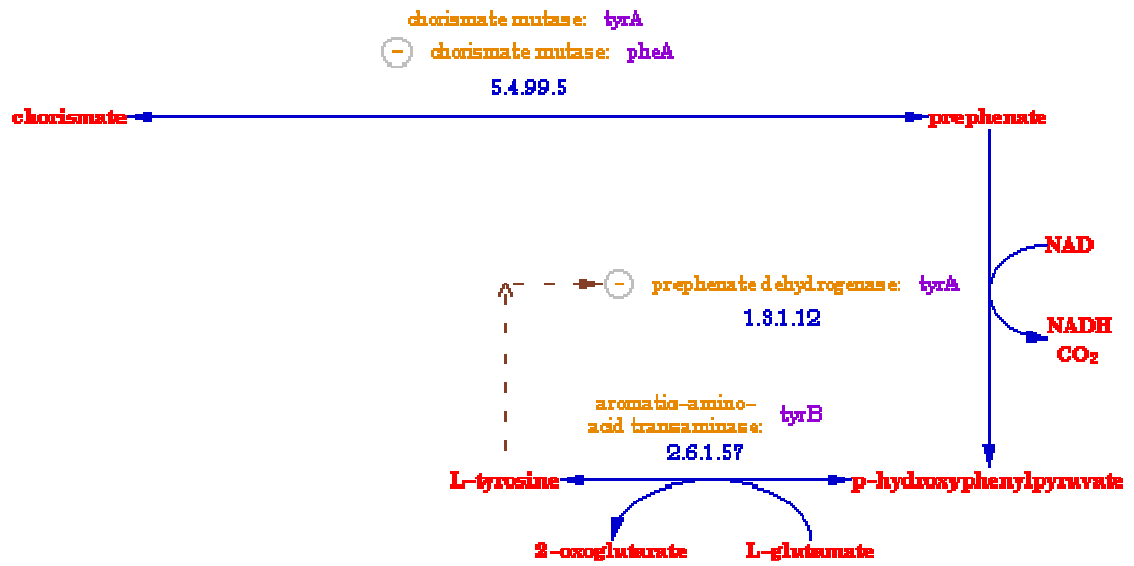 chorismate mutase: tyrA
− chorismate mutase: pheA
5.4.99.5
chorismate prephenate
NAD
− prephenate dehydrogenase: tyrA
1.3.1.12
NADH
CO₂
aromatic-amino-
acid transaminase: tyrB
2.6.1.57
L-tyrosine p-hydroxyphenylpyruvate
2-oxoglutarate L-glutamate